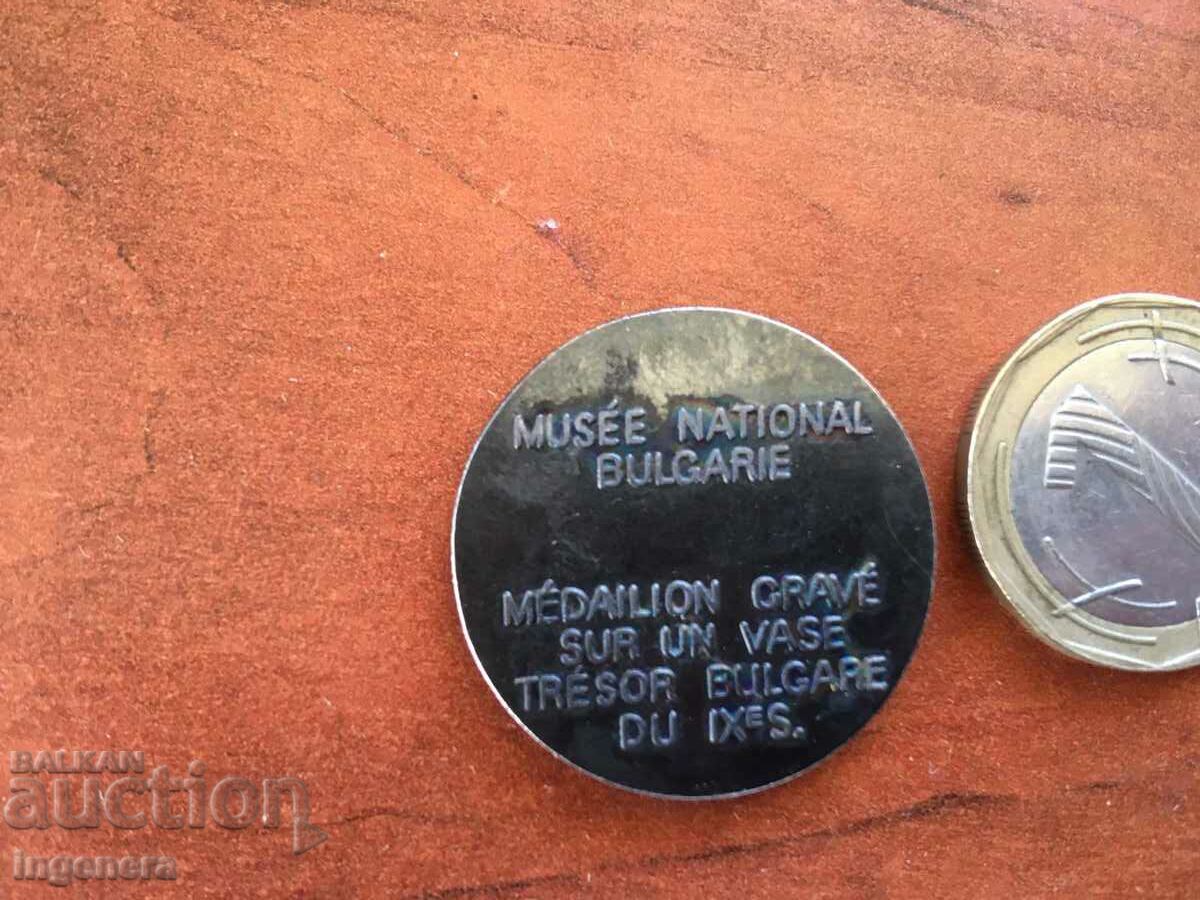 MUSÉE NATIONAL
BULGARIE
MÉDAILION GRAVÉ
SUR UN VASE
TRÉSOR BULGARE
DU IXES.
BALKAN
auction
ingenera